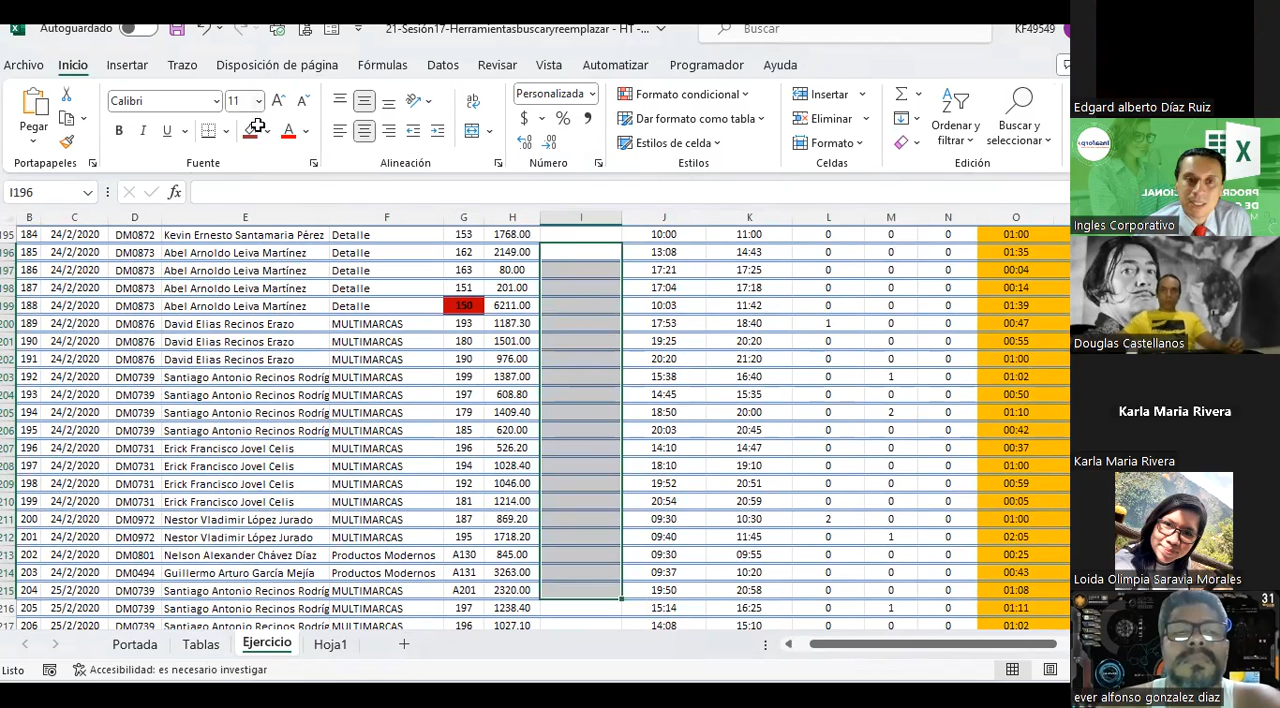 Autoguardado 21-Sesión17-Herramientasbuscaryreemplazar - HT -... Buscar KF49549
Archivo Inicio Insertar Trazo Disposición de página Fórmulas Datos Revisar Vista Automatizar Programador Ayuda
Calibri 11 Personalizada Formato condicional Insertar
Pegar Dar formato como tabla Eliminar Ordenar y filtrar Buscar y seleccionar
Estilos de celda Formato
Portapapeles Fuente Alineación Número Estilos Celdas Edición
I196 fx
B C D E F G H I J K L M N O
195 184 24/2/2020 DM0872 Kevin Ernesto Santamaria Pérez Detalle 153 1768.00 10:00 11:00 0 0 0 01:00
196 185 24/2/2020 DM0873 Abel Arnoldo Leiva Martínez Detalle 162 2149.00 13:08 14:43 0 0 0 01:35
197 186 24/2/2020 DM0873 Abel Arnoldo Leiva Martínez Detalle 163 80.00 17:21 17:25 0 0 0 00:04
198 187 24/2/2020 DM0873 Abel Arnoldo Leiva Martínez Detalle 151 201.00 17:04 17:18 0 0 0 00:14
199 188 24/2/2020 DM0873 Abel Arnoldo Leiva Martínez Detalle 150 6211.00 10:03 11:42 0 0 0 01:39
200 189 24/2/2020 DM0876 David Elias Recinos Erazo MULTIMARCAS 193 1187.30 17:53 18:40 1 0 0 00:47
201 190 24/2/2020 DM0876 David Elias Recinos Erazo MULTIMARCAS 180 1501.00 19:25 20:20 0 0 0 00:55
202 191 24/2/2020 DM0876 David Elias Recinos Erazo MULTIMARCAS 190 976.00 20:20 21:20 0 0 0 01:00
203 192 24/2/2020 DM0739 Santiago Antonio Recinos Rodríg MULTIMARCAS 199 1387.00 15:38 16:40 0 1 0 01:02
204 193 24/2/2020 DM0739 Santiago Antonio Recinos Rodríg MULTIMARCAS 197 608.80 14:45 15:35 0 0 0 00:50
205 194 24/2/2020 DM0739 Santiago Antonio Recinos Rodríg MULTIMARCAS 179 1409.40 18:50 20:00 0 2 0 01:10
206 195 24/2/2020 DM0739 Santiago Antonio Recinos Rodríg MULTIMARCAS 185 620.00 20:03 20:45 0 0 0 00:42
207 196 24/2/2020 DM0731 Erick Francisco Jovel Celis MULTIMARCAS 196 526.20 14:10 14:47 0 0 0 00:37
208 197 24/2/2020 DM0731 Erick Francisco Jovel Celis MULTIMARCAS 194 1028.40 18:10 19:10 0 0 0 01:00
209 198 24/2/2020 DM0731 Erick Francisco Jovel Celis MULTIMARCAS 192 1046.00 19:52 20:51 0 0 0 00:59
210 199 24/2/2020 DM0731 Erick Francisco Jovel Celis MULTIMARCAS 181 1214.00 20:54 20:59 0 0 0 00:05
211 200 24/2/2020 DM0972 Nestor Vladimir López Jurado MULTIMARCAS 187 869.20 09:30 10:30 2 0 0 01:00
212 201 24/2/2020 DM0972 Nestor Vladimir López Jurado MULTIMARCAS 195 1718.20 09:40 11:45 0 1 0 02:05
213 202 24/2/2020 DM0801 Nelson Alexander Chávez Díaz Productos Modernos A130 845.00 09:30 09:55 0 0 0 00:25
214 203 24/2/2020 DM0494 Guillermo Arturo García Mejía Productos Modernos A131 3263.00 09:37 10:20 0 0 0 00:43
215 204 25/2/2020 DM0739 Santiago Antonio Recinos Rodríg MULTIMARCAS A201 2320.00 19:50 20:58 0 0 0 01:08
216 205 25/2/2020 DM0739 Santiago Antonio Recinos Rodríg MULTIMARCAS 197 1238.40 15:14 16:25 0 1 0 01:11
217 206 25/2/2020 DM0739 Santiago Antonio Recinos Rodríg MULTIMARCAS 196 1027.10 14:08 15:10 0 0 0 01:02
Portada Tablas Ejercicio Hoja1
Listo Accesibilidad: es necesario investigar
Edgard alberto Díaz Ruiz
Ingles Corporativo
Douglas Castellanos
Karla Maria Rivera
Karla Maria Rivera
Loida Olimpia Saravia Morales
31
ever alfonso gonzalez diaz